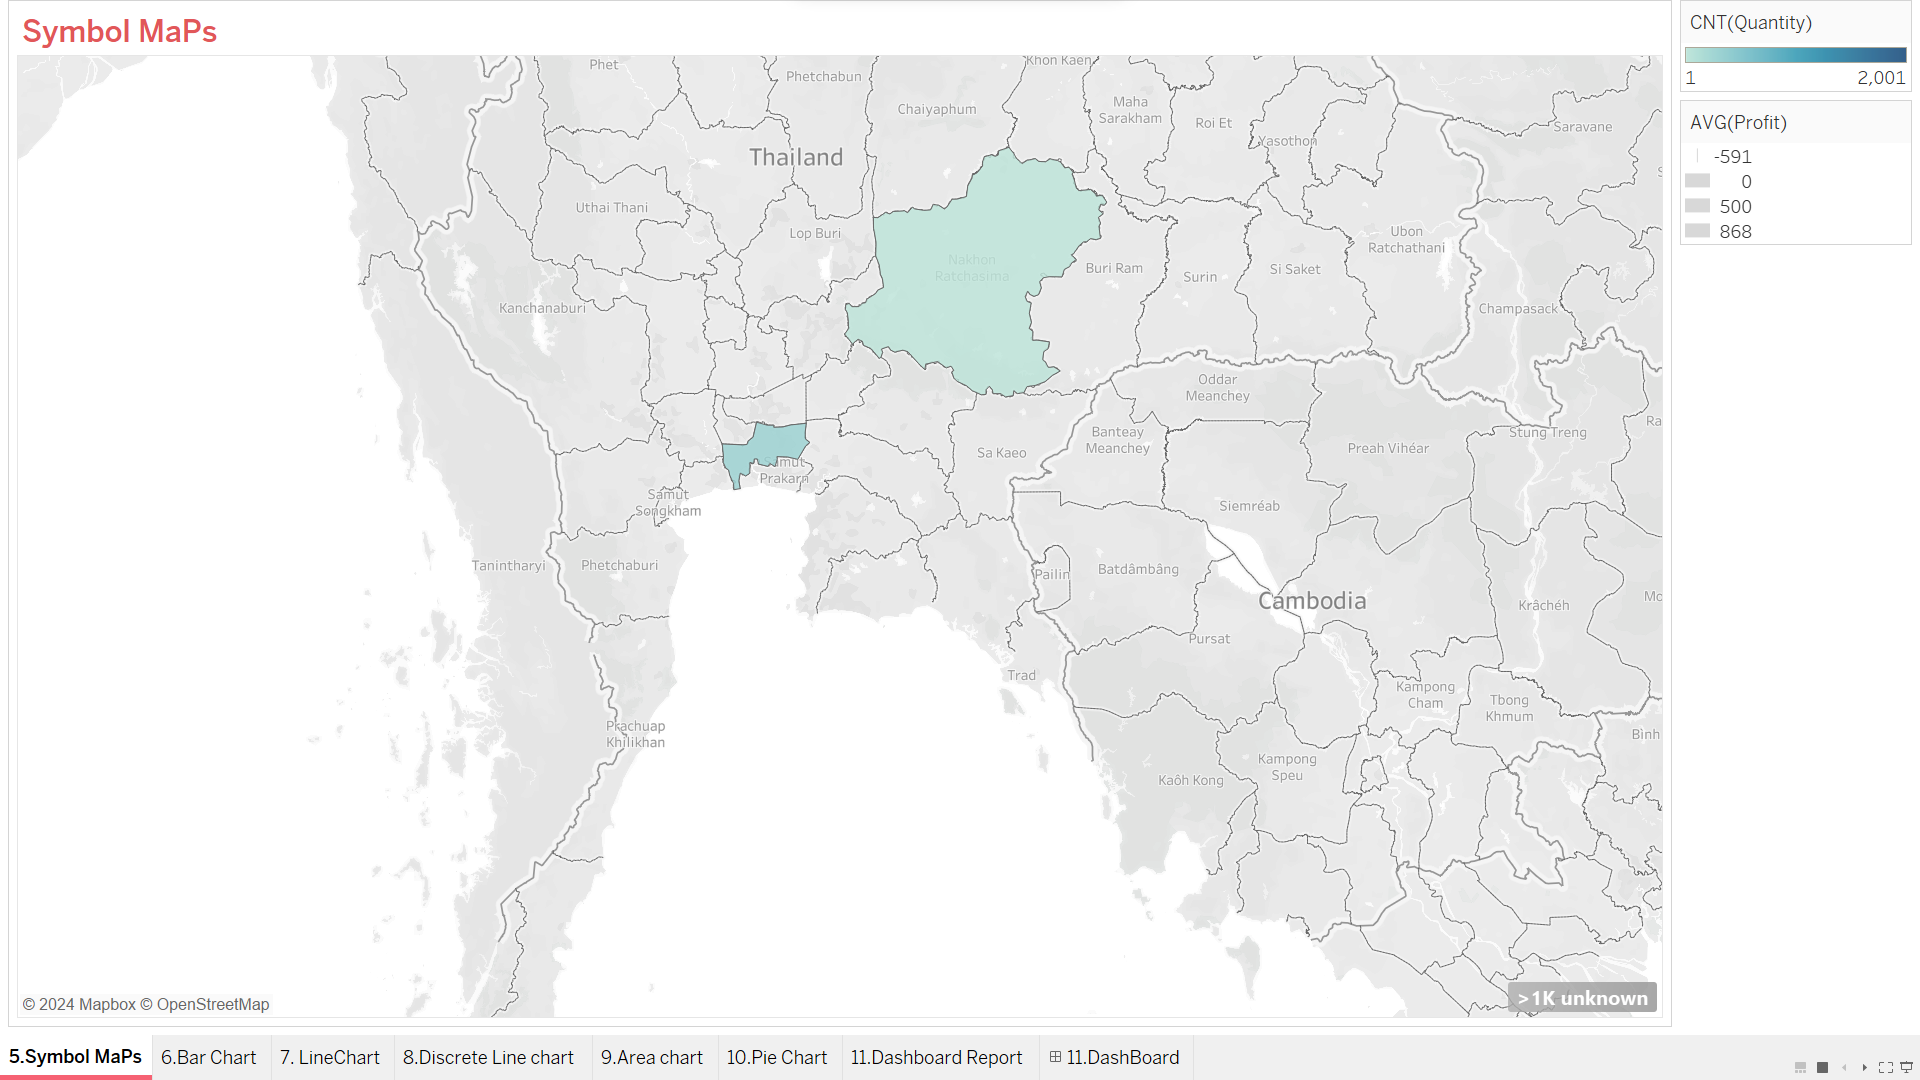 Symbol MaPs
CNT(Quantity)
1
2,001
AVG(Profit)
-591
0
500
868
Phet
Phetchabun
Khon Kaen
Chaiyaphum
Maha
Sarakham
Roi Et
Yasothon
Saravane
Thailand
Uthai Thani
Lop Buri
Nakhon
Ratchasima
Buri Ram
Surin
Si Saket
Ubon
Ratchathani
Kanchanaburi
Champasack
Oddar
Meanchey
Banteay
Meanchey
Stung Treng
Ra
Sa Kaeo
Preah Vihéar
Samut
Prakarn
Samut
Songkham
Siemréab
Tanintharyi
Phetchaburi
Pailin
Batdâmbâng
Cambodia
Krâchéh
Mo
Pursat
Trad
Kampong
Cham
Tbong
Khmum
Prachuap
Khilikhan
Bình
Kampong
Speu
Kaôh Kong
© 2024 Mapbox © OpenStreetMap
>1K unknown
5.Symbol MaPs
6.Bar Chart
7. LineChart
8.Discrete Line chart
9.Area chart
10.Pie Chart
11.Dashboard Report
11.DashBoard